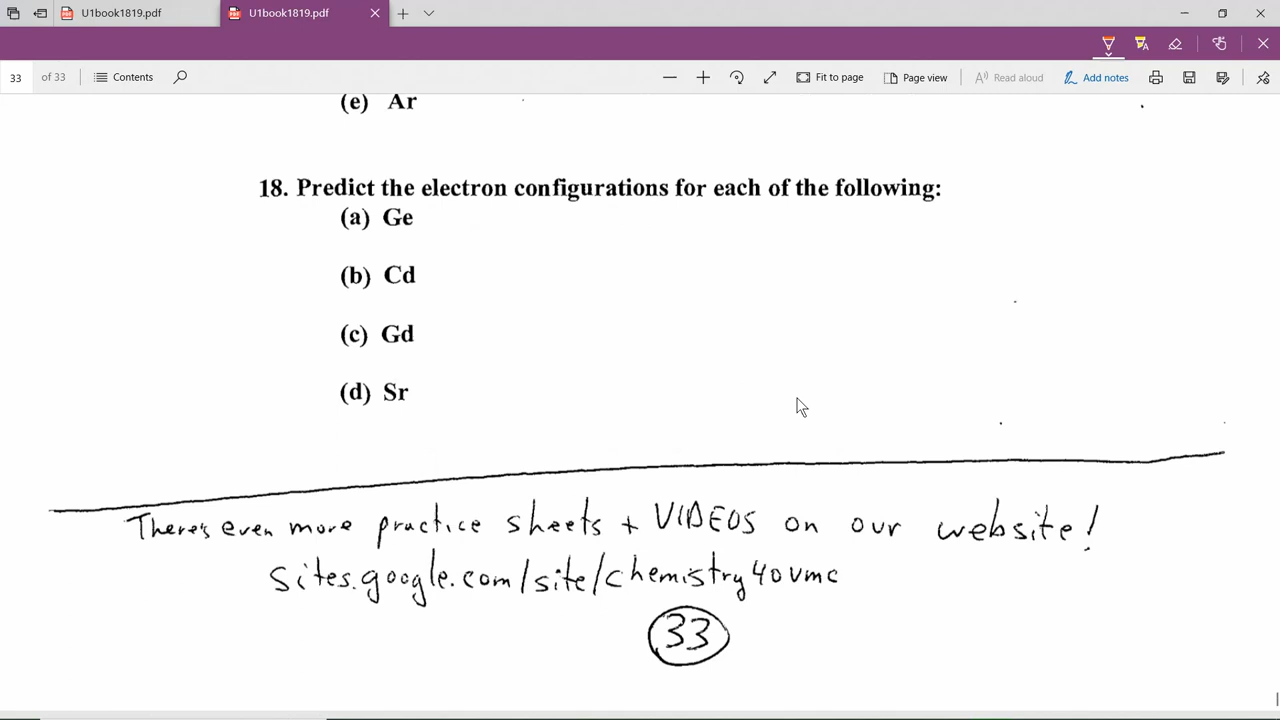 U1book1819.pdf
U1book1819.pdf
33 of 33 Contents Fit to page Page view Read aloud Add notes
(e) Ar
18. Predict the electron configurations for each of the following:
(a) Ge
(b) Cd
(c) Gd
(d) Sr
There's even more practice sheets + VIDEOS on our website!
sites.google.com/site/chemistry40vmc
33